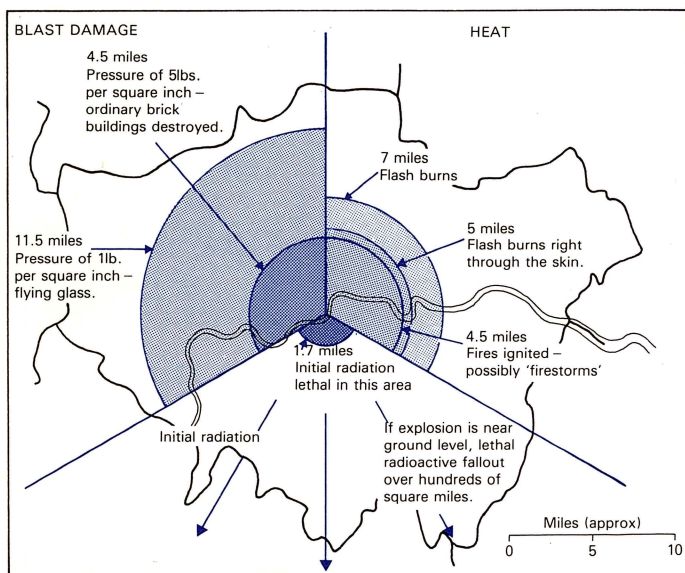 BLAST DAMAGE
HEAT
4.5 miles
Pressure of 5lbs.
per square inch –
ordinary brick
buildings destroyed.
7 miles
Flash burns
11.5 miles
Pressure of 1lb.
per square inch –
flying glass.
5 miles
Flash burns right
through the skin.
4.5 miles
Fires ignited –
possibly 'firestorms'
1.7 miles
Initial radiation
lethal in this area
Initial radiation
If explosion is near
ground level, lethal
radioactive fallout
over hundreds of
square miles.
Miles (approx)
0 5 10